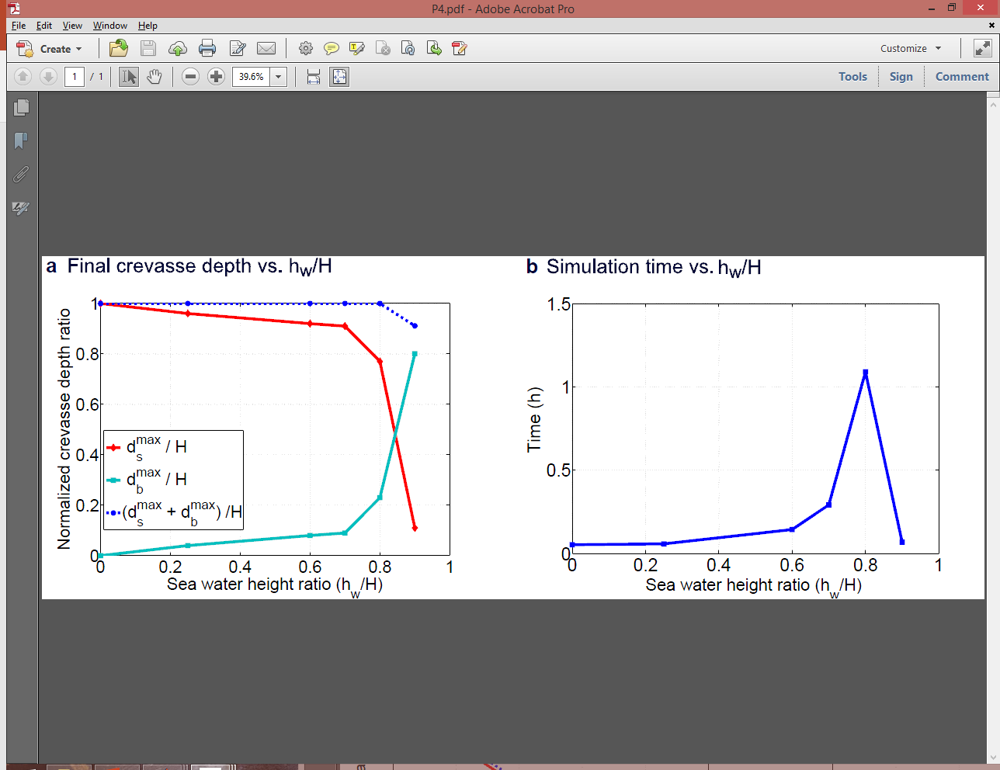 P4.pdf - Adobe Acrobat Pro
File Edit View Window Help
Create Customize
1 / 1 39.6% Tools Sign Comment
a Final crevasse depth vs. hw/H
Normalized crevasse depth ratio
1
0.8
0.6
0.4
0.2
0
ds max / H
db max / H
(ds max + db max) /H
0 0.2 0.4 0.6 0.8 1
Sea water height ratio (hw/H)
b Simulation time vs. hw/H
Time (h)
1.5
1
0.5
0
0 0.2 0.4 0.6 0.8 1
Sea water height ratio (hw/H)